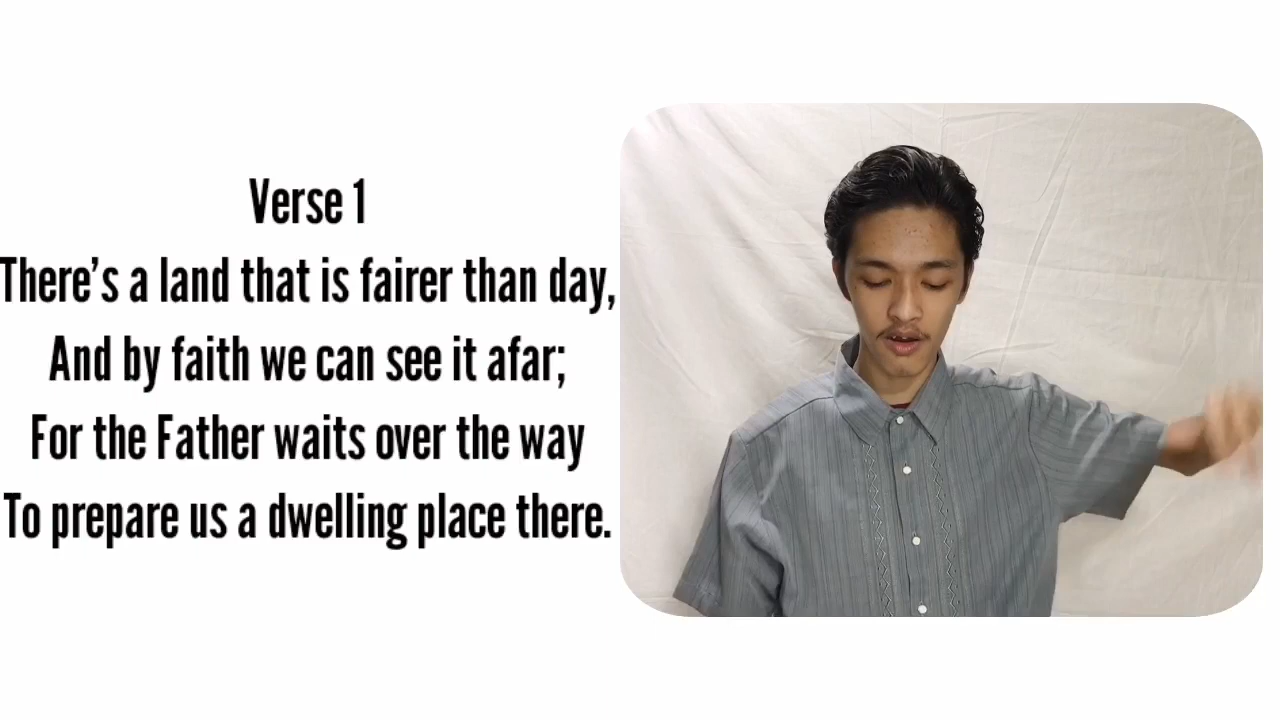 Verse 1
There's a land that is fairer than day,
And by faith we can see it afar;
For the Father waits over the way
To prepare us a dwelling place there.